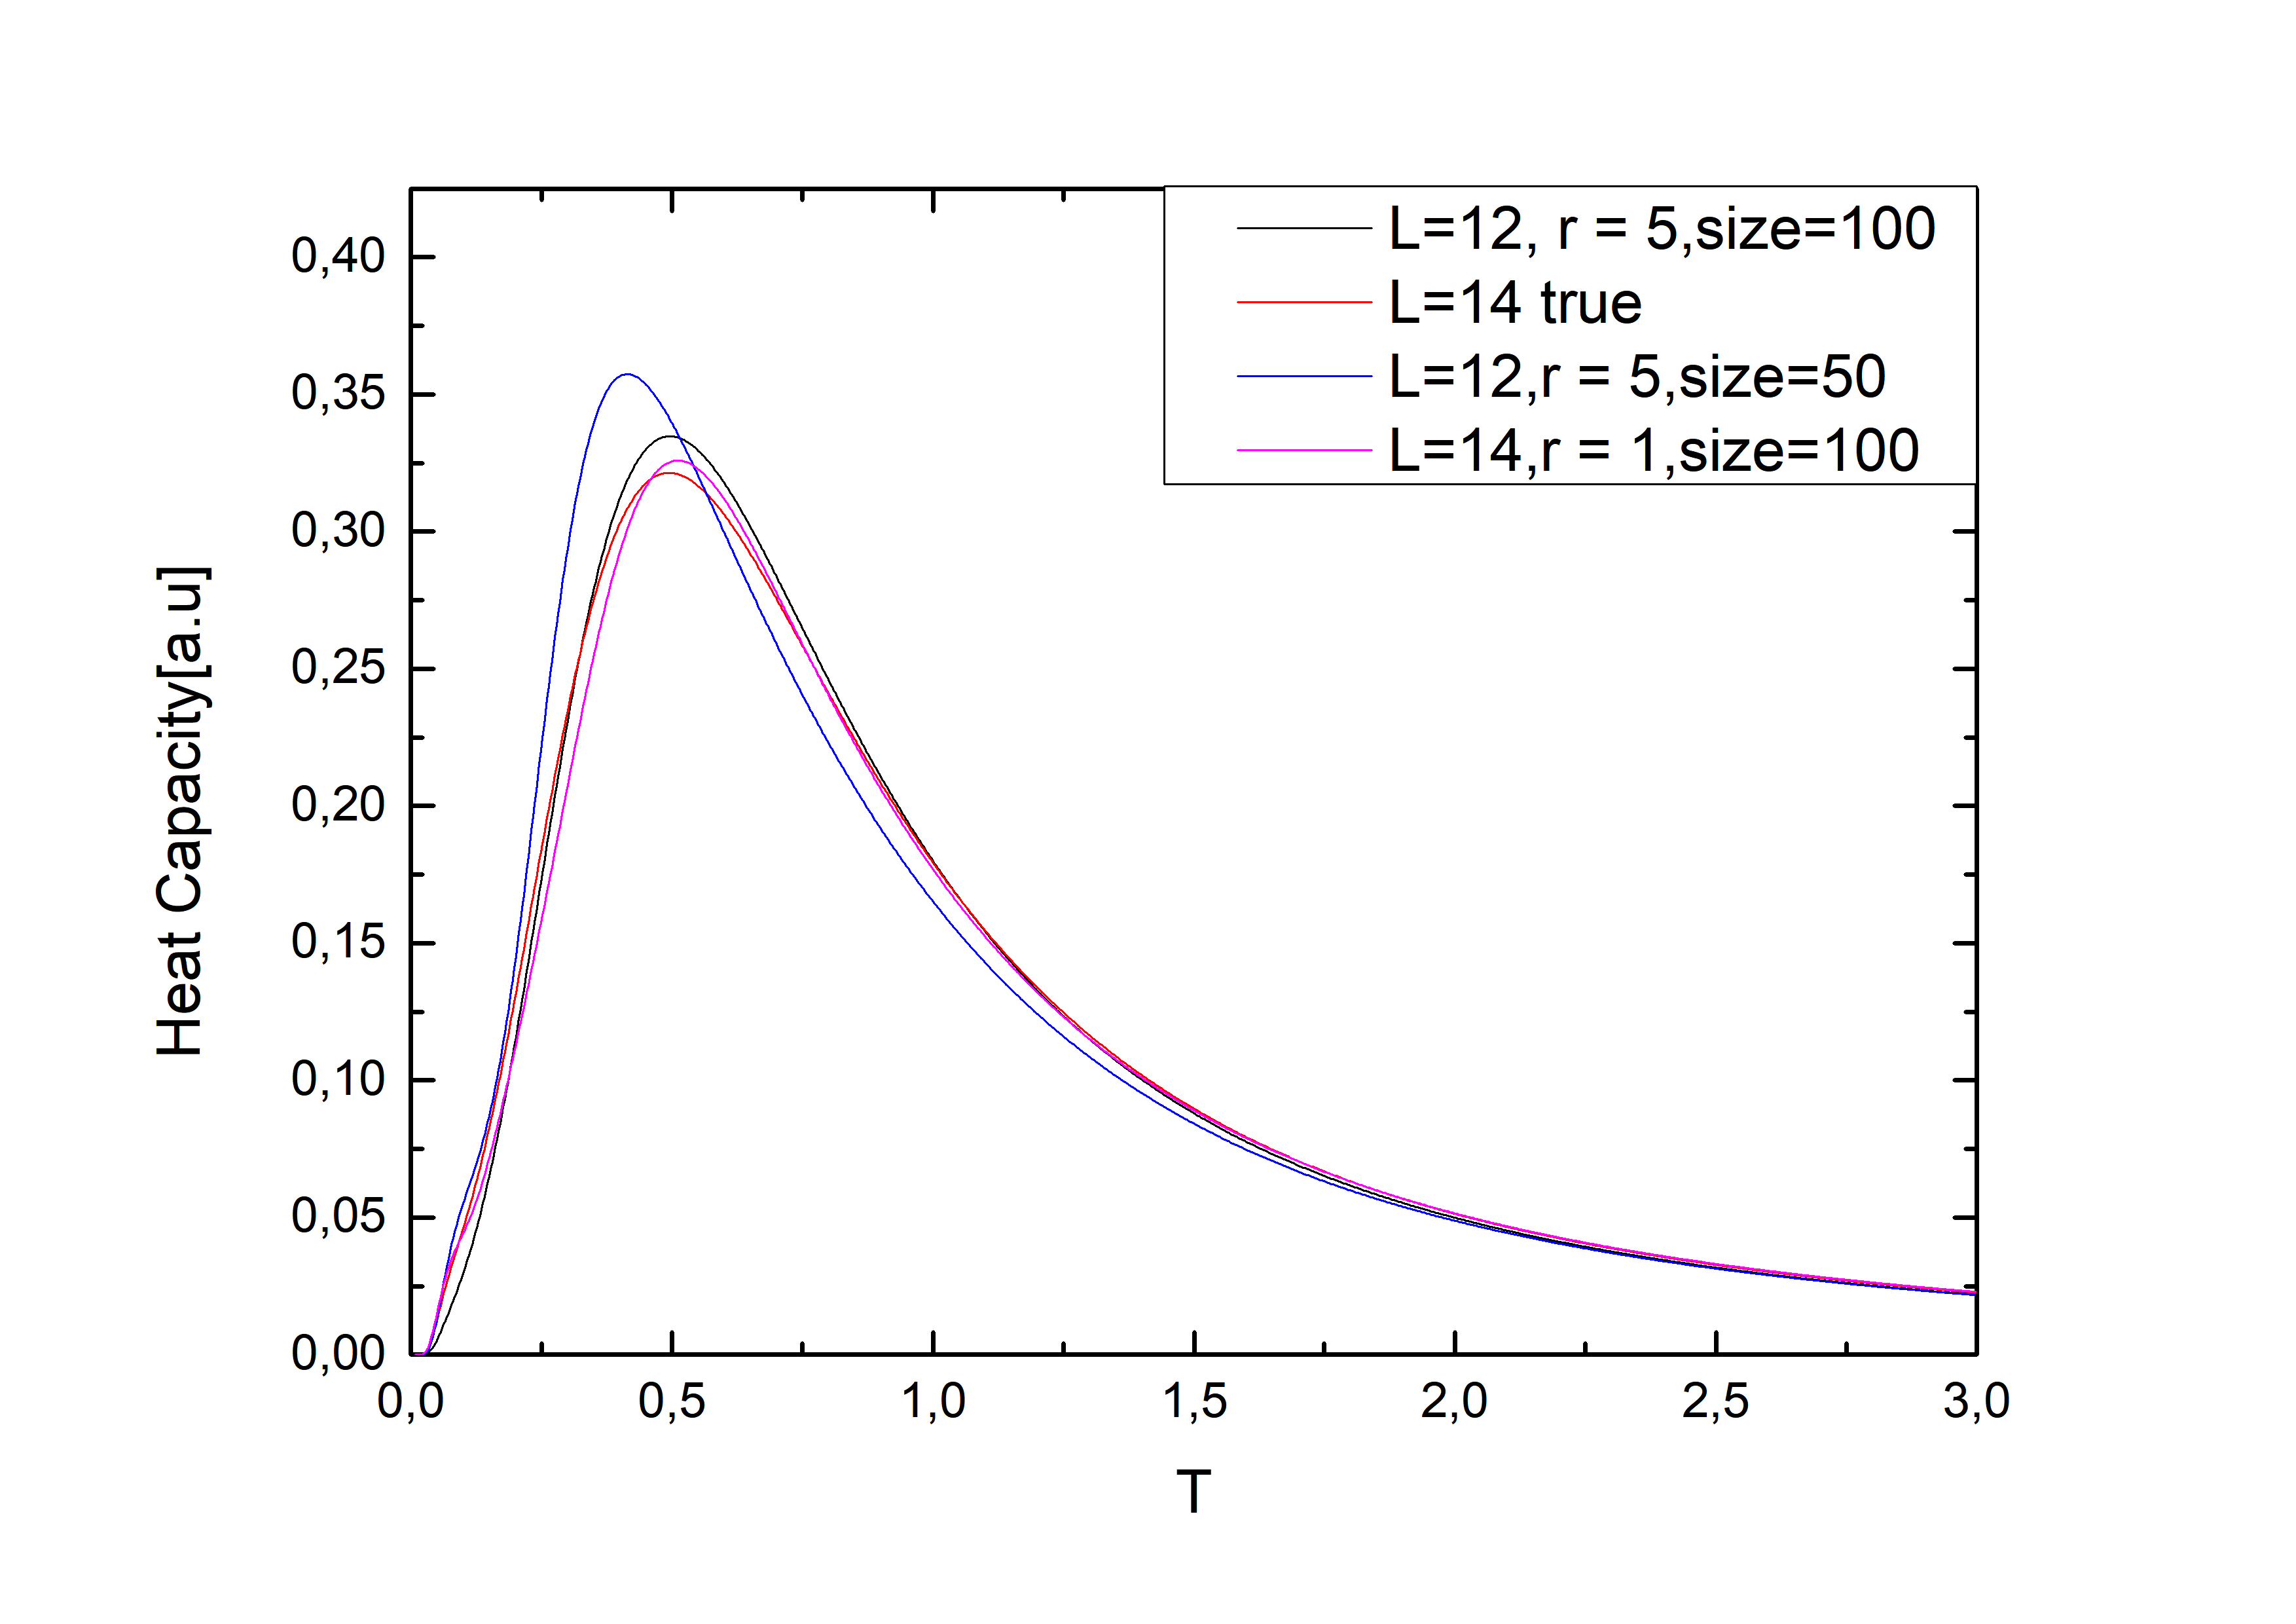 L=12, r = 5,size=100
L=14 true
L=12,r = 5,size=50
L=14,r = 1,size=100
0,40
0,35
0,30
0,25
0,20
0,15
0,10
0,05
0,00
Heat Capacity[a.u]
0,0 0,5 1,0 1,5 2,0 2,5 3,0
T